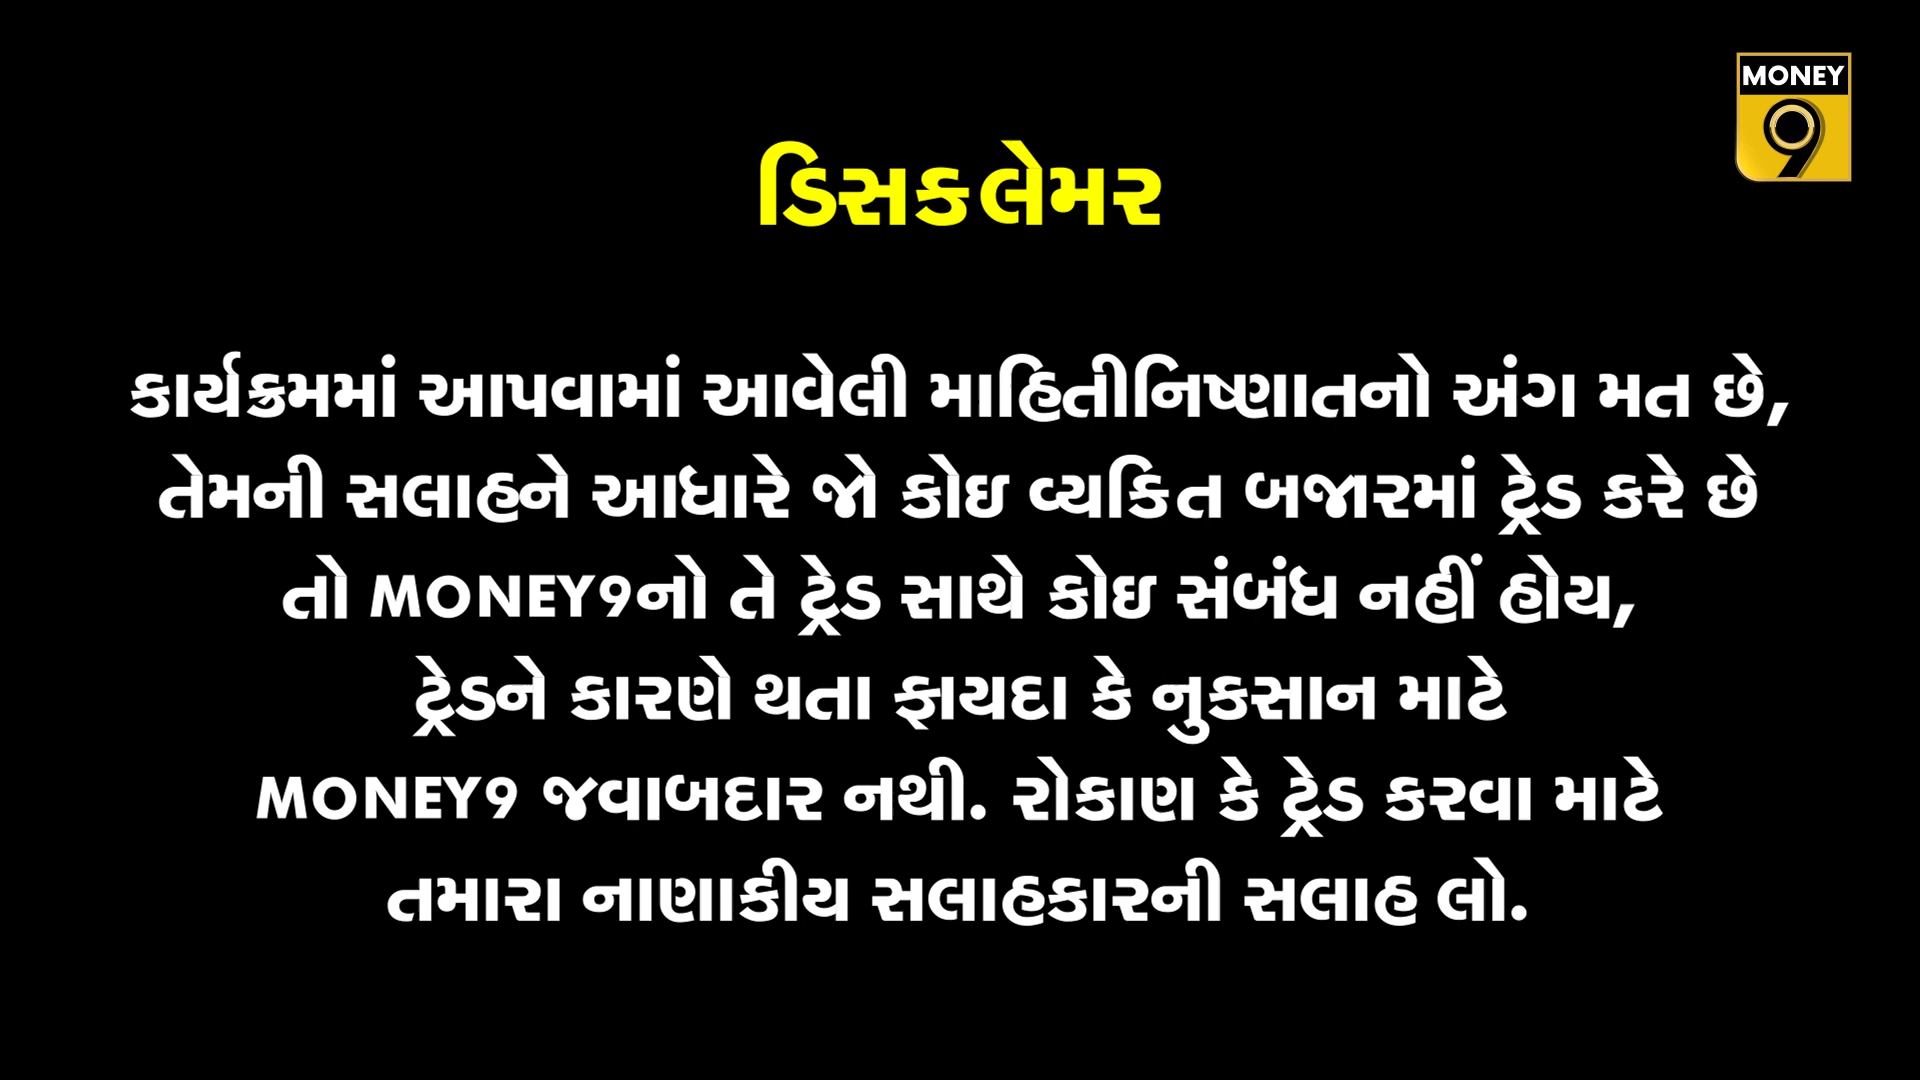 MONEY
9
ડિસકલેમર
કાર્યક્રમમાં આપવામાં આવેલી માહિતીનિષ્ણાતનો અંગ મત છે,
તેમની સલાહને આધારે જો કોઇ વ્યકિત બજારમાં ટ્રેડ કરે છે
તો MONEY9નો તે ટ્રેડ સાથે કોઇ સંબંધ નહીં હોય,
ટ્રેડને કારણે થતા ફાયદા કે નુકસાન માટે
MONEY9 જવાબદાર નથી. રોકાણ કે ટ્રેડ કરવા માટે
તમારા નાણાકીય સલાહકારની સલાહ લો.